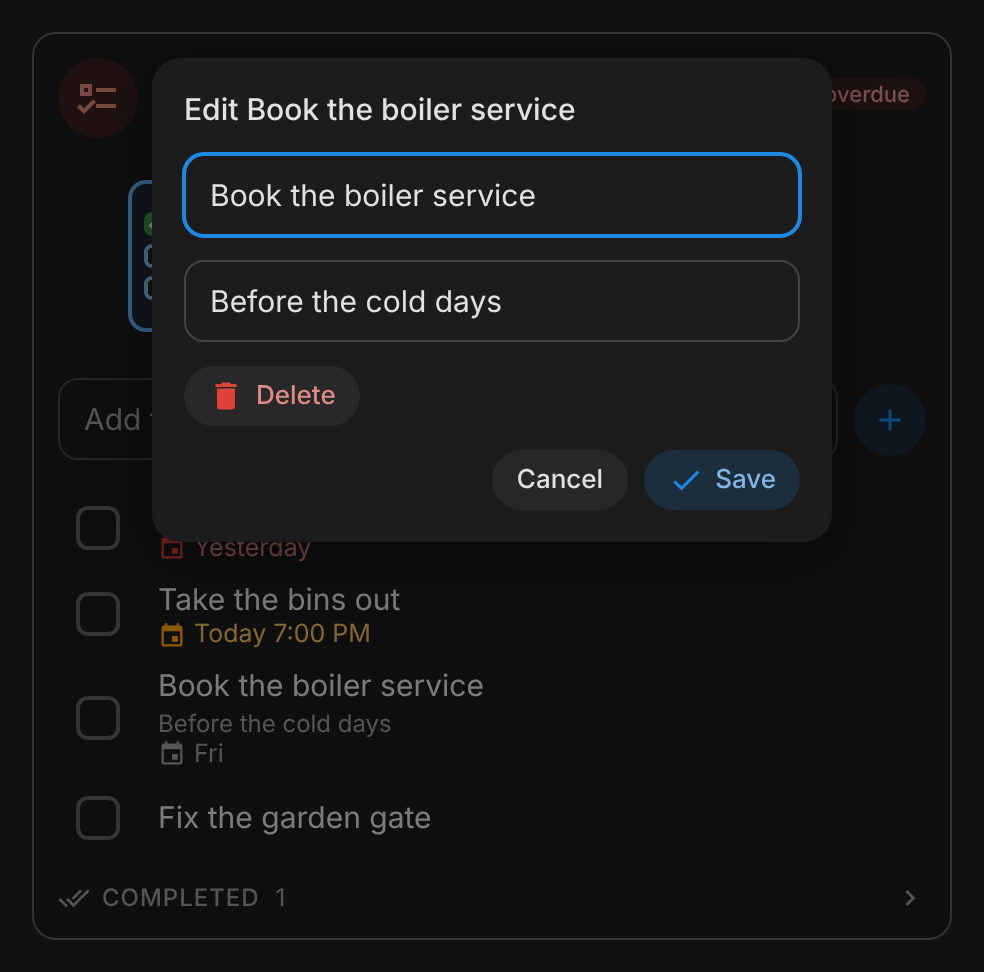 Edit Book the boiler service
overdue
Book the boiler service
Before the cold days
Delete
Add
Cancel
Save
Yesterday
Take the bins out
Today 7:00 PM
Book the boiler service
Before the cold days
Fri
Fix the garden gate
COMPLETED 1